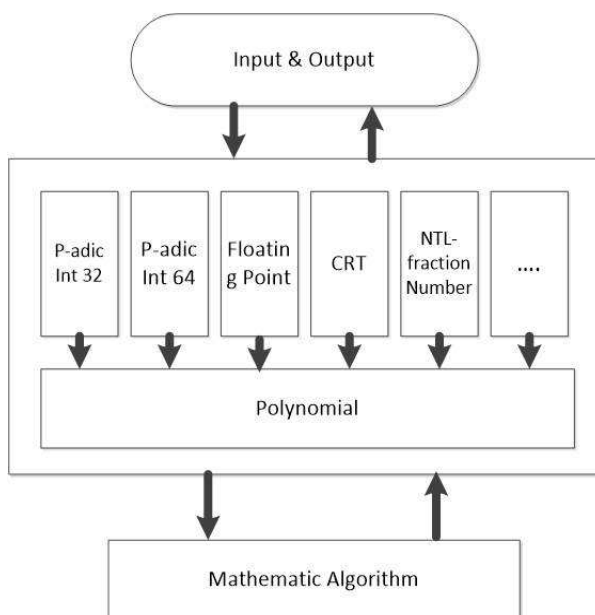 Input & Output
P-adic
Int 32
P-adic
Int 64
Floatin
g Point
CRT
NTL-
fraction
Number
....
Polynomial
Mathematic Algorithm